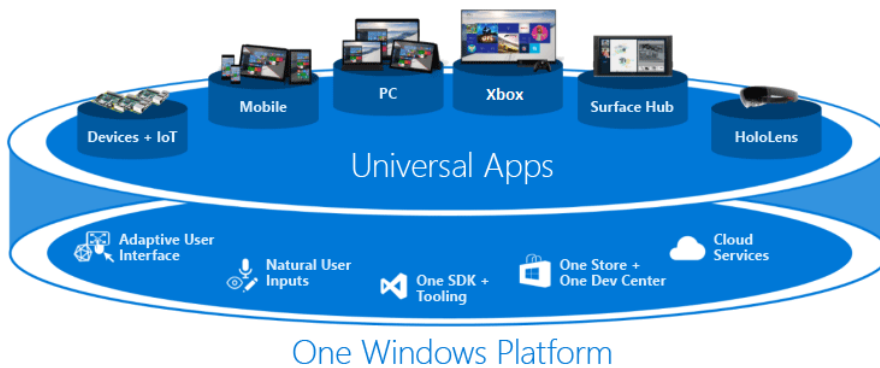 Devices + IoT
Mobile
PC
Xbox
Surface Hub
HoloLens
Universal Apps
Adaptive User
Interface
Natural User
Inputs
One SDK +
Tooling
One Store +
One Dev Center
Cloud
Services
One Windows Platform